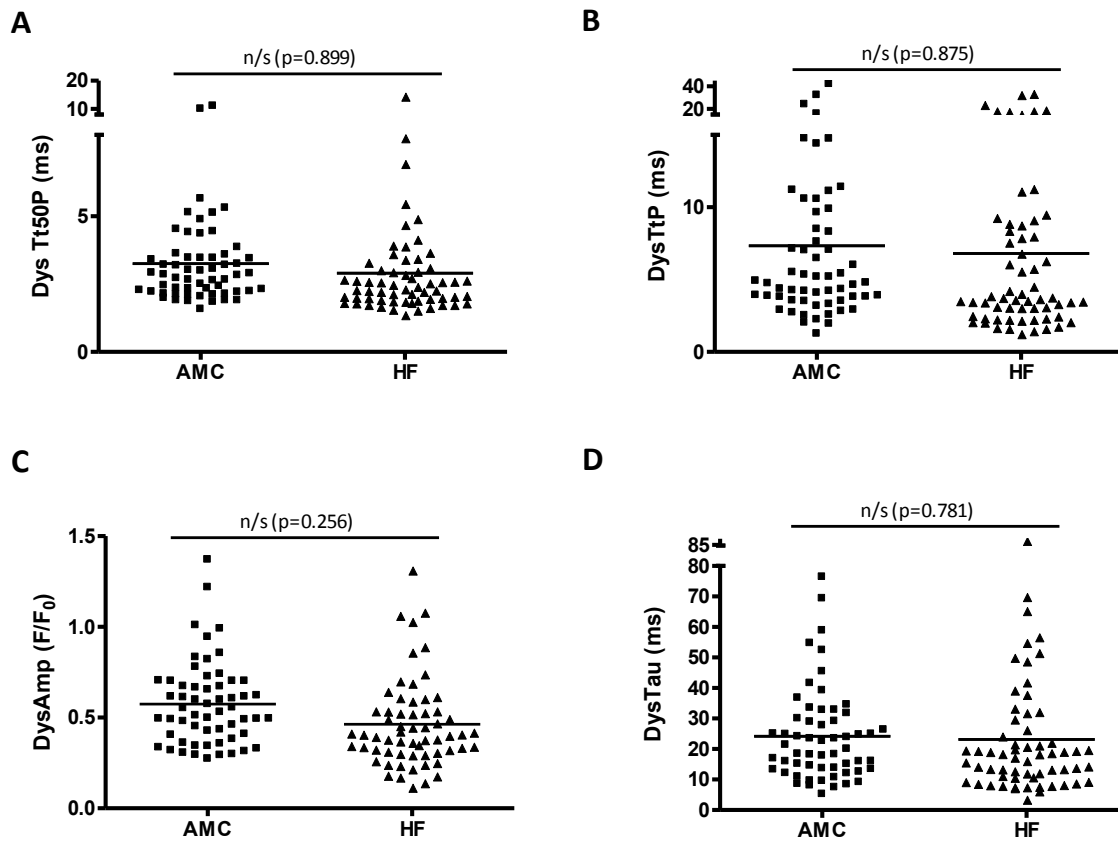 A
n/s (p=0.899)
20
10
5
0
Dys Tt50P (ms)
AMC
HF
B
n/s (p=0.875)
40
20
10
0
DysTtP (ms)
AMC
HF
C
n/s (p=0.256)
1.5
1.0
0.5
0.0
DysAmp (F/F₀)
AMC
HF
D
n/s (p=0.781)
85
80
70
60
50
40
30
20
10
0
DysTau (ms)
AMC
HF